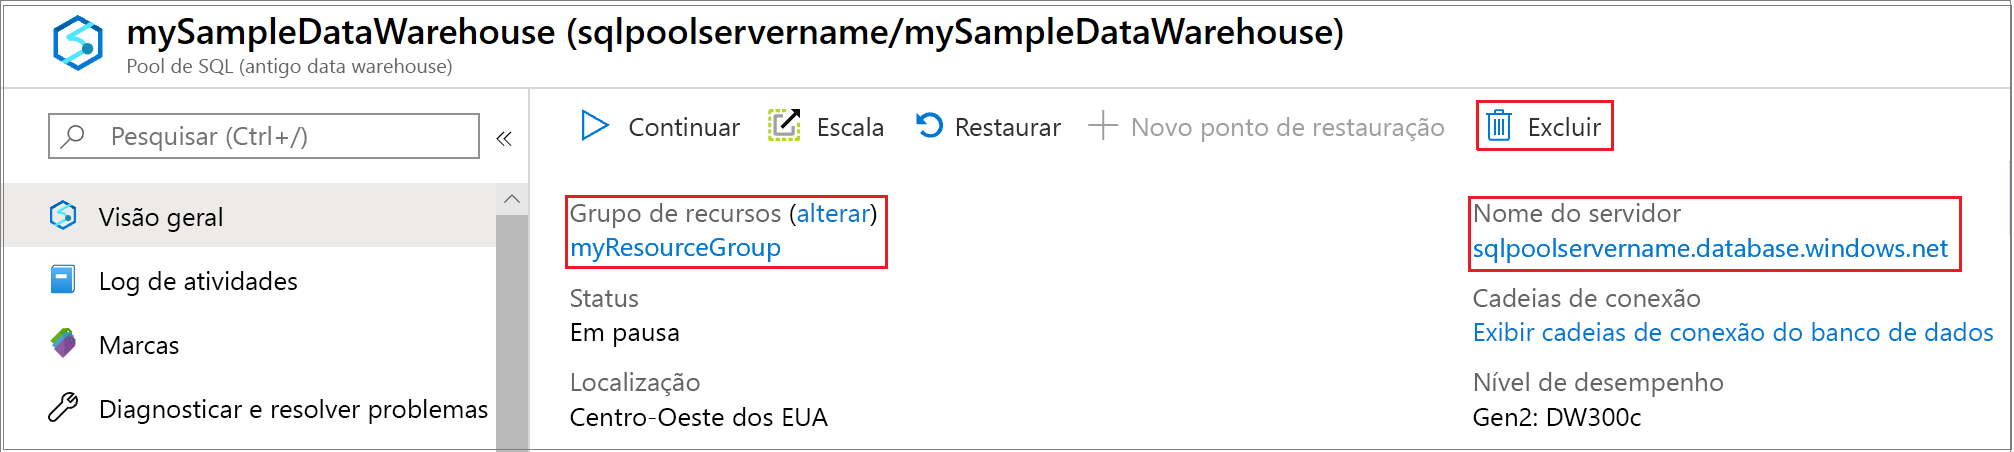 mySampleDataWarehouse (sqlpoolservername/mySampleDataWarehouse)
Pool de SQL (antigo data warehouse)
Pesquisar (Ctrl+/)
«
Continuar
Escala
Restaurar
Novo ponto de restauração
Excluir
Visão geral
Log de atividades
Marcas
Diagnosticar e resolver problemas
Grupo de recursos (alterar)
myResourceGroup
Status
Em pausa
Localização
Centro-Oeste dos EUA
Nome do servidor
sqlpoolservername.database.windows.net
Cadeias de conexão
Exibir cadeias de conexão do banco de dados
Nível de desempenho
Gen2: DW300c